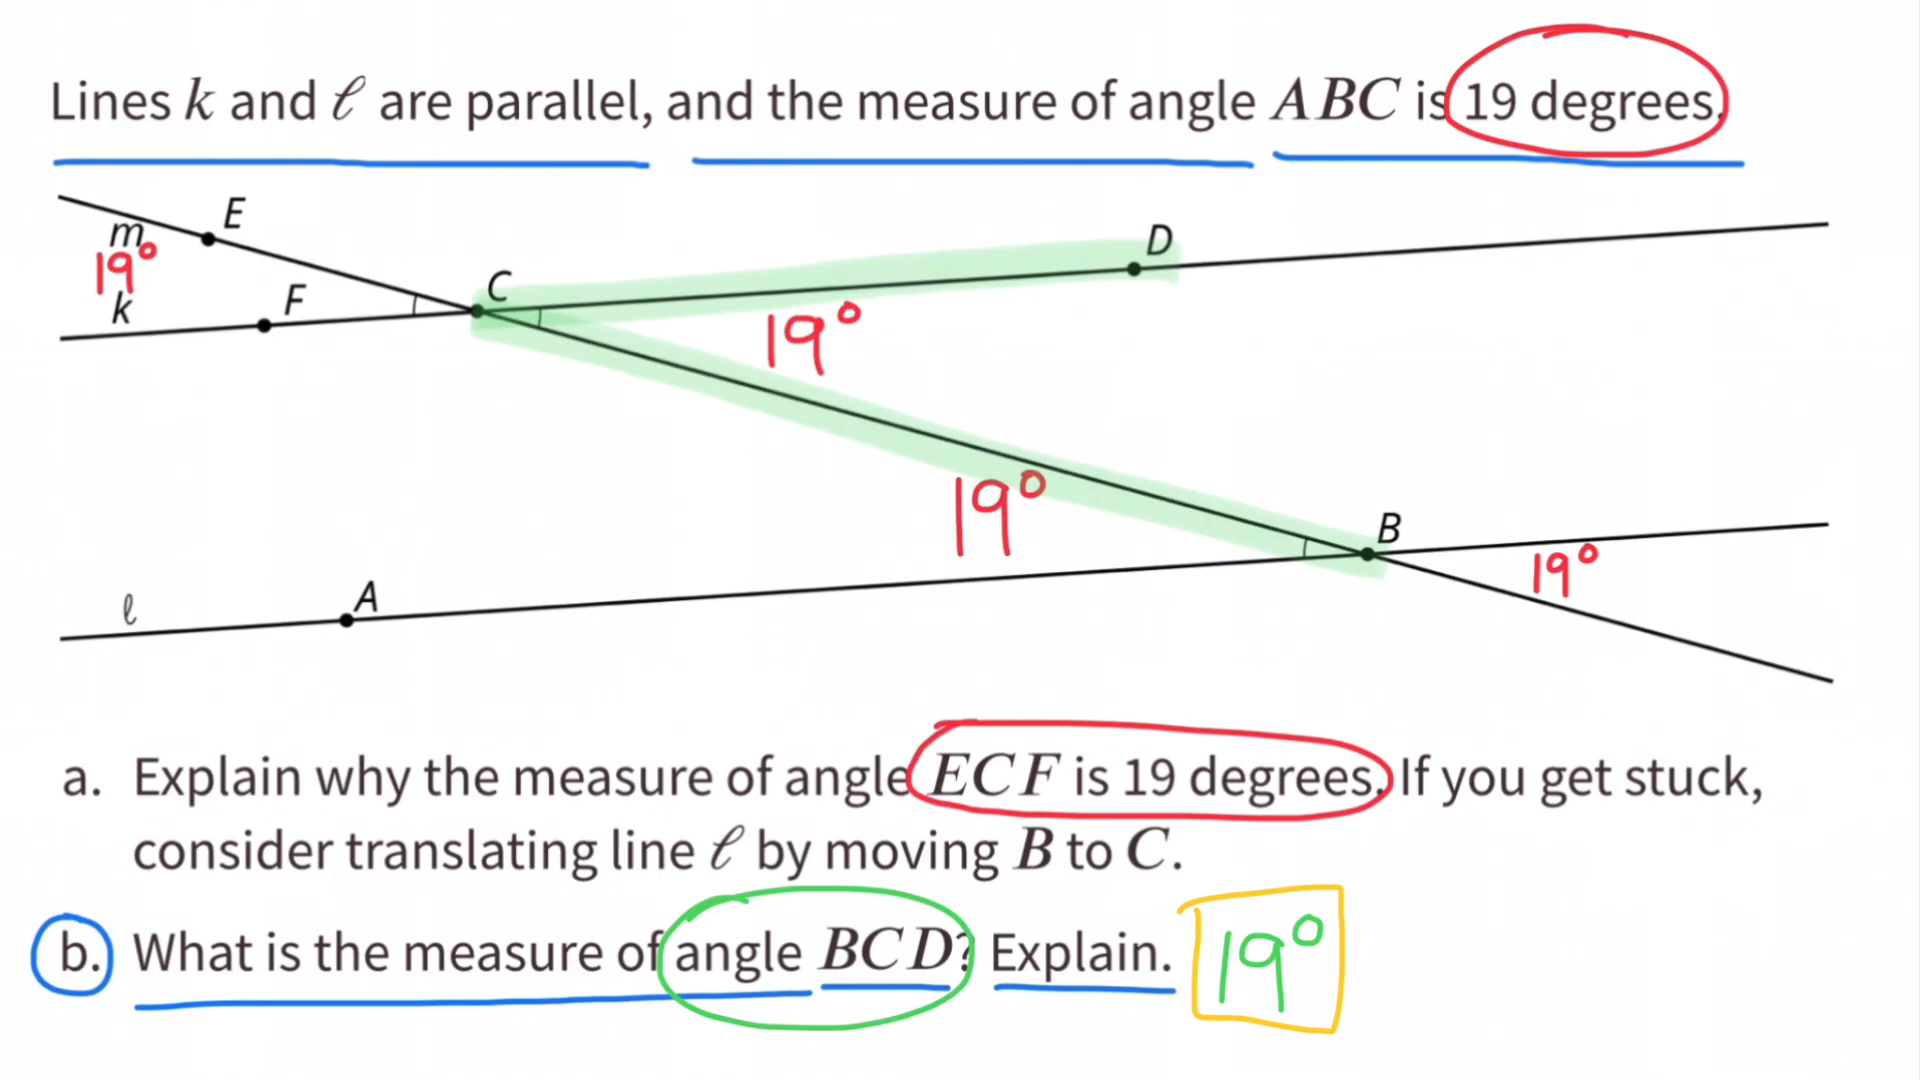 Lines k and ℓ are parallel, and the measure of angle ABC is 19 degrees.
E
m
19°
D
C
F
k
19°
19°
B
19°
A
ℓ
a. Explain why the measure of angle ECF is 19 degrees. If you get stuck,
consider translating line ℓ by moving B to C.
b. What is the measure of angle BCD? Explain. 19°